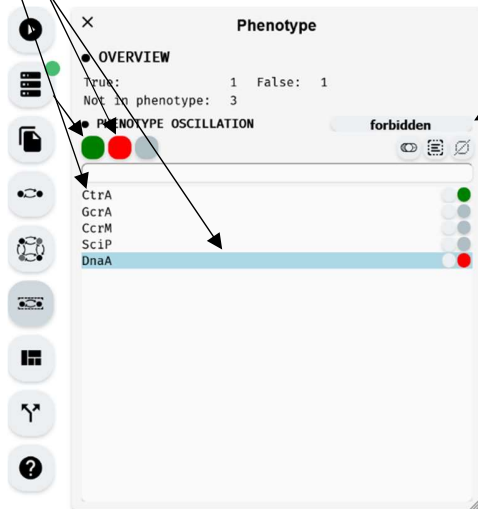 Phenotype
OVERVIEW
True: 1 False: 1
Not in phenotype: 3
PHENOTYPE OSCILLATION forbidden
CtrA
GcrA
CcrM
SciP
DnaA
?